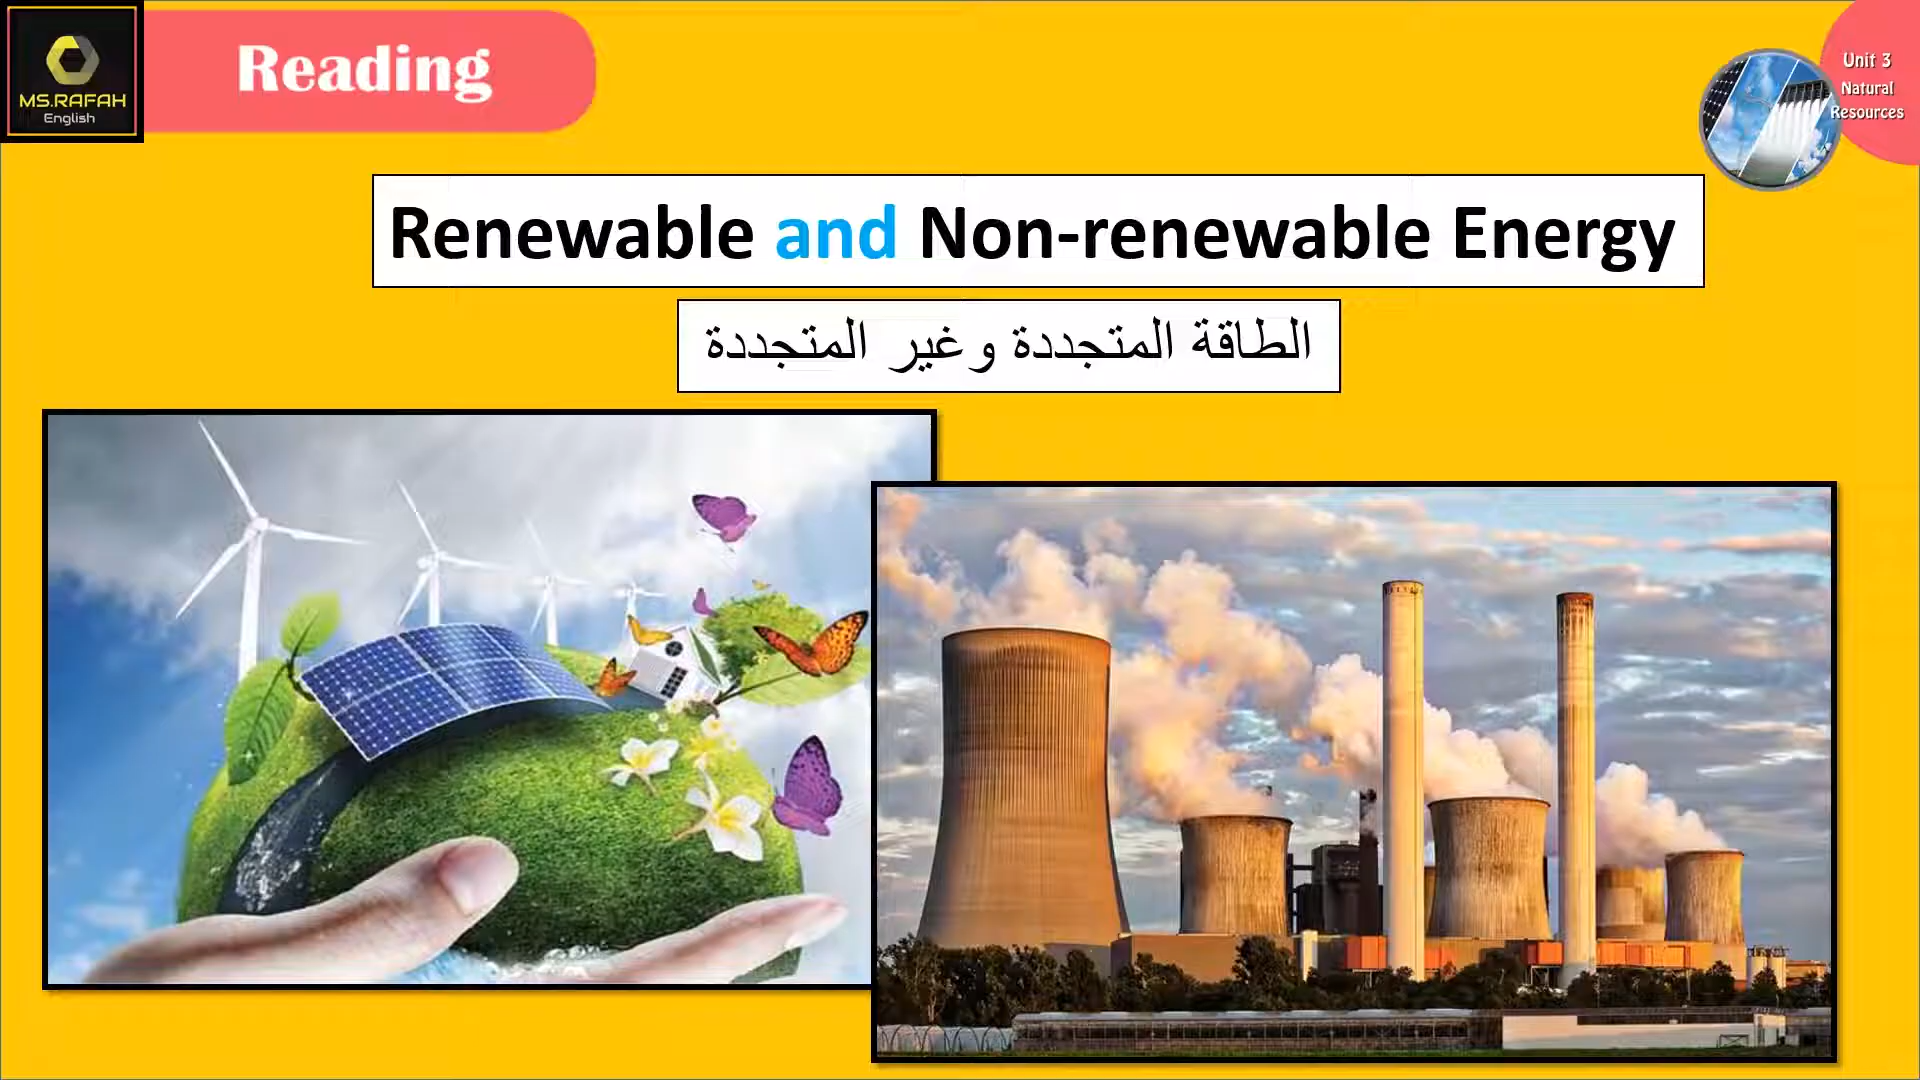 MS.RAFAH
English
Reading
Unit 3
Natural
Resources
Renewable and Non-renewable Energy
الطاقة المتجددة وغير المتجددة